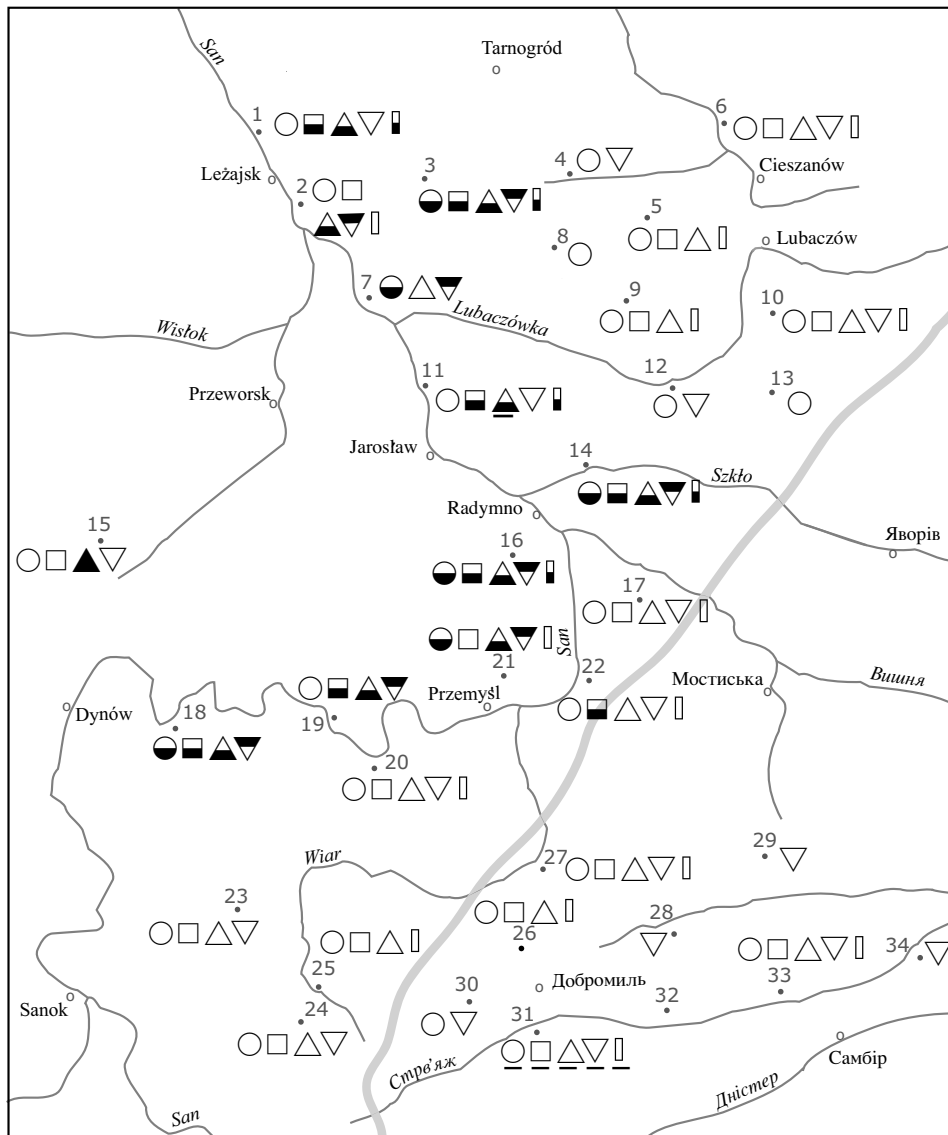 San
Tarnogród
1
6
Leżajsk
2
3
4
Cieszanów
5
8
Lubaczów
7
9
10
Lubaczówka
Wisłok
11
12
13
Przeworsk
Jarosław
14
Szkło
Radymno
15
Яворів
16
17
San
21
22
Мостиська
Вишня
Dynów
18
19
Przemyśl
20
29
Wiar
27
23
28
26
34
25
33
Sanok
24
30
Добромиль
32
31
Самбір
Стрв'яж
San
Дністер